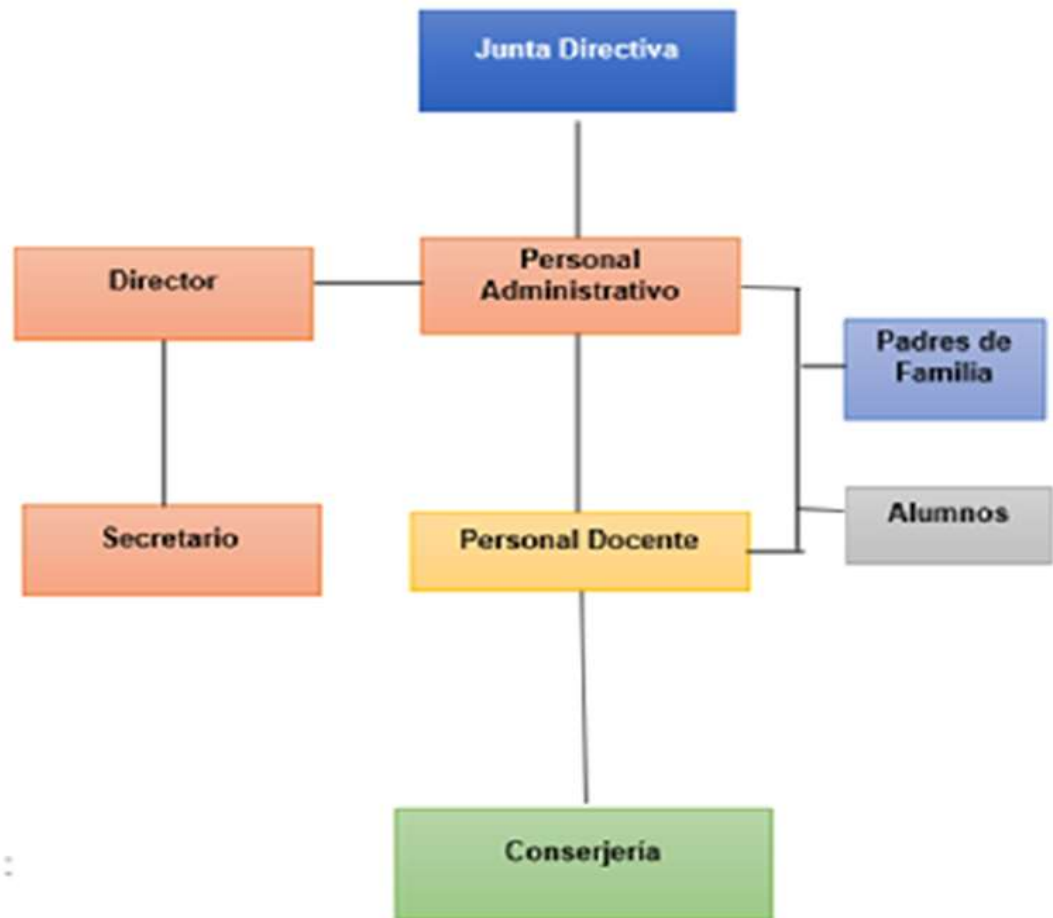 Junta Directiva
Director
Personal
Administrativo
Padres de
Familia
Alumnos
Secretario
Personal Docente
Conserjería
: